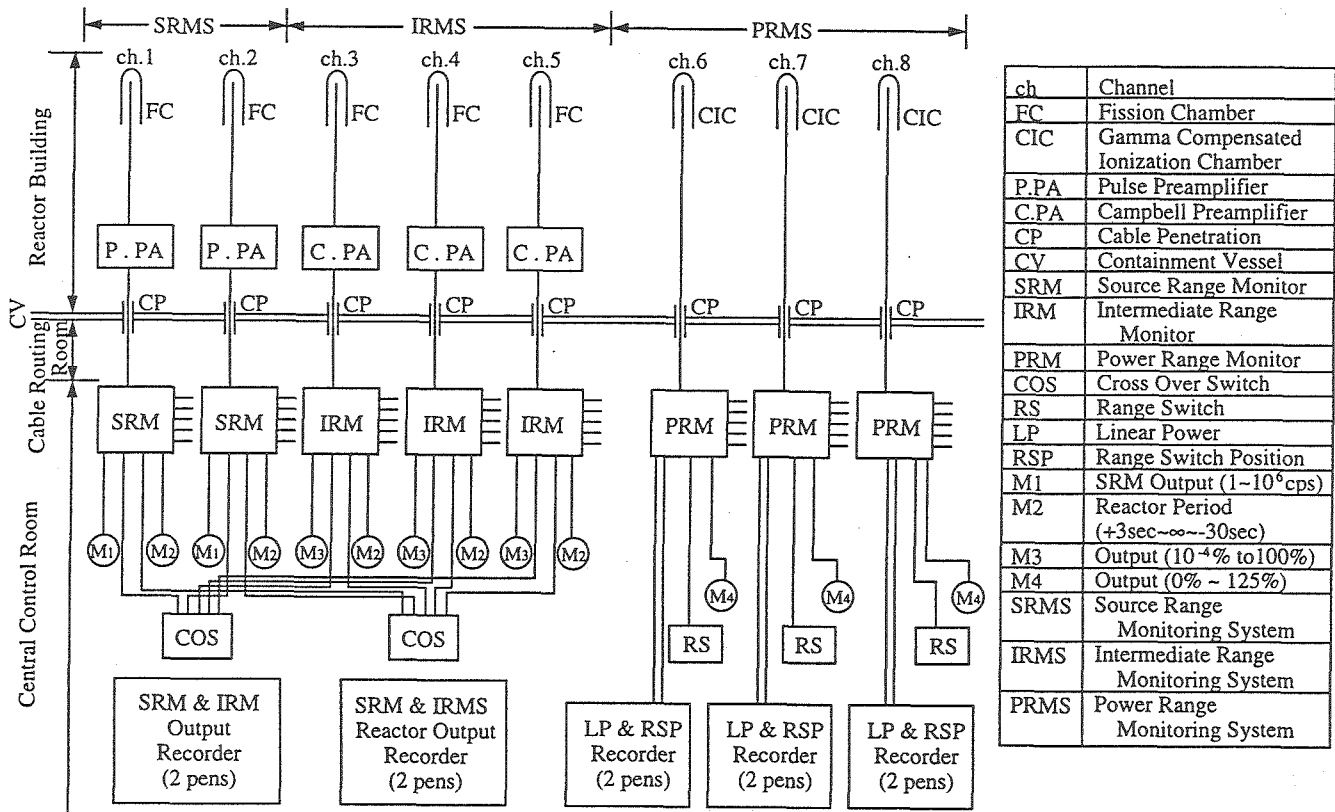 SRMS IRMS PRMS
ch.1 ch.2 ch.3 ch.4 ch.5 ch.6 ch.7 ch.8
FC FC FC FC FC CIC CIC CIC
Reactor Building
P.PA P.PA C.PA C.PA C.PA
CP CP CP CP CP CP CP CP
CV
Cable Routing
Room
SRM SRM IRM IRM IRM PRM PRM PRM
Central Control Room
M1 M2 M1 M2 M3 M2 M3 M2 M3 M2
M4 M4 M4
COS COS RS RS RS
SRM & IRM
Output
Recorder
(2 pens)
SRM & IRMS
Reactor Output
Recorder
(2 pens)
LP & RSP
Recorder
(2 pens)
LP & RSP
Recorder
(2 pens)
LP & RSP
Recorder
(2 pens)
ch Channel
FC Fission Chamber
CIC Gamma Compensated
Ionization Chamber
P.PA Pulse Preamplifier
C.PA Campbell Preamplifier
CP Cable Penetration
CV Containment Vessel
SRM Source Range Monitor
IRM Intermediate Range
Monitor
PRM Power Range Monitor
COS Cross Over Switch
RS Range Switch
LP Linear Power
RSP Range Switch Position
M1 SRM Output (1~10⁶cps)
M2 Reactor Period
(+3sec~∞~-30sec)
M3 Output (10⁻⁴% to100%)
M4 Output (0% ~ 125%)
SRMS Source Range
Monitoring System
IRMS Intermediate Range
Monitoring System
PRMS Power Range
Monitoring System